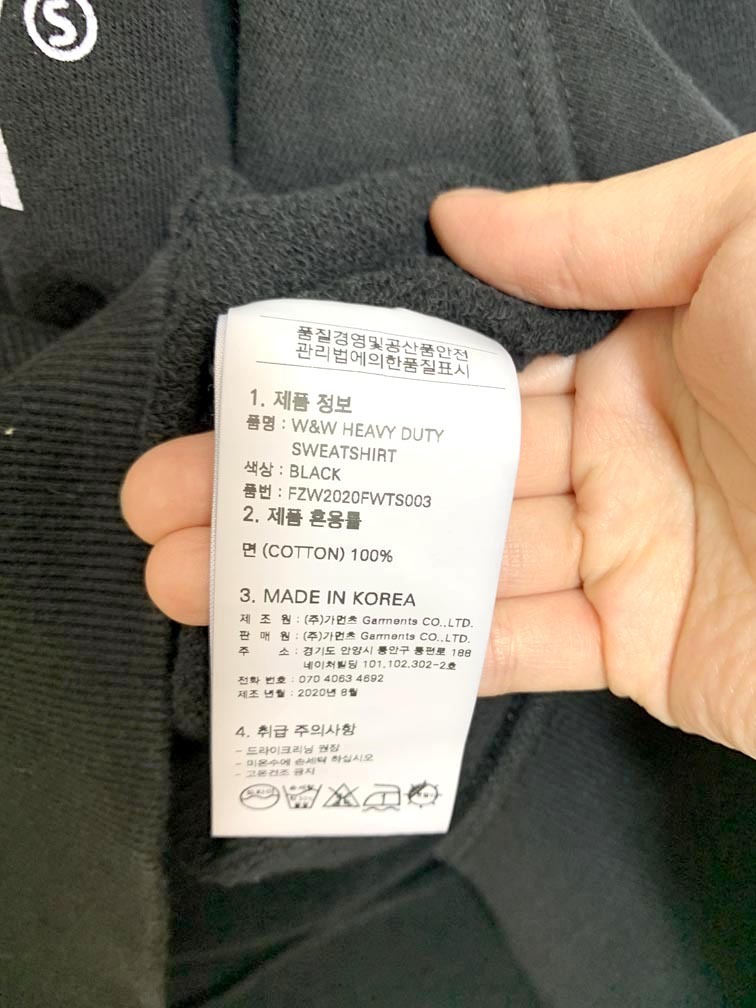 S
품질경영및공산품안전
관리법에의한품질표시
1. 제품 정보
품명 : W&W HEAVY DUTY
SWEATSHIRT
색상 : BLACK
품번 : FZW2020FWTS003
2. 제품 혼용률
면 (COTTON) 100%
3. MADE IN KOREA
제 조 원 : (주)가먼츠 Garments CO.,LTD.
판 매 원 : (주)가먼츠 Garments CO.,LTD.
주 소 : 경기도 안양시 동안구 동편로 188
네이처빌딩 101,102,302-2호
전화 번호 : 070 4063 4692
제조 년월 : 2020년 8월
4. 취급 주의사항
- 드라이크리닝 권장
- 미온수에 손세탁 하십시오
- 고온건조 금지
드라이